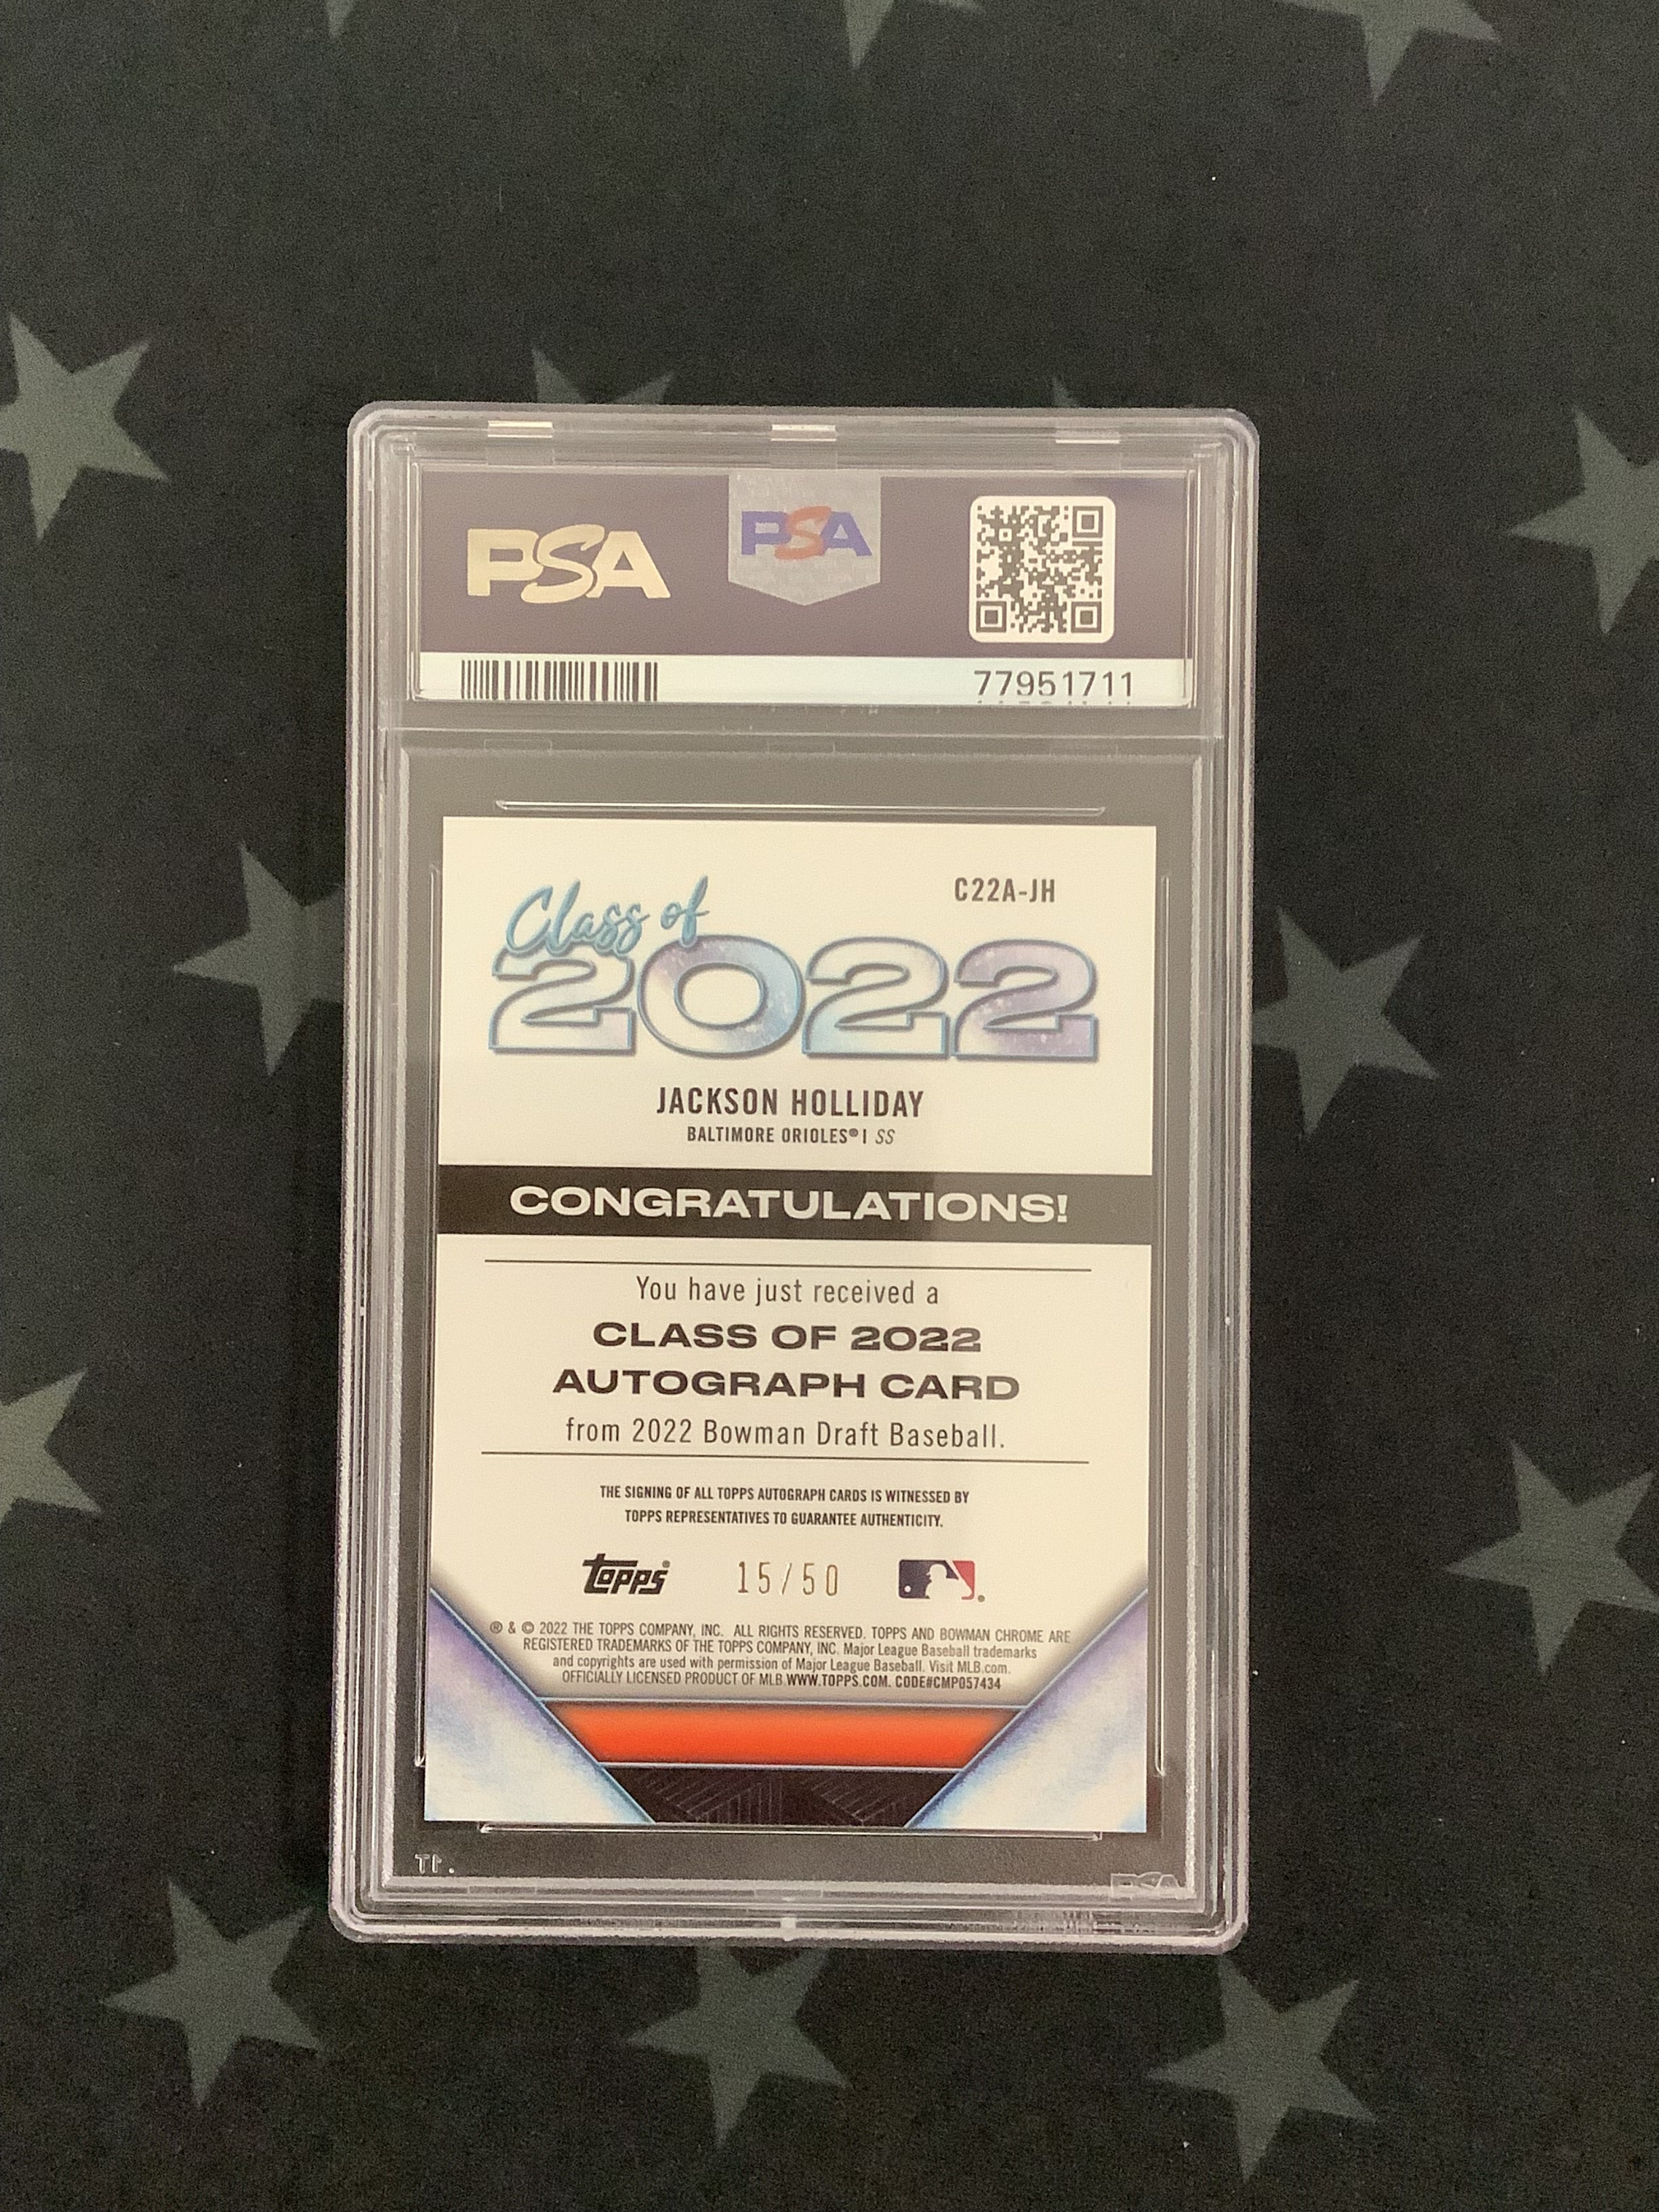 PSA
PSA
77951711
C22A-JH
Class of
2022
JACKSON HOLLIDAY
BALTIMORE ORIOLES® | SS
CONGRATULATIONS!
You have just received a
CLASS OF 2022
AUTOGRAPH CARD
from 2022 Bowman Draft Baseball.
THE SIGNING OF ALL TOPPS AUTOGRAPH CARDS IS WITNESSED BY
TOPPS REPRESENTATIVES TO GUARANTEE AUTHENTICITY.
Topps® 15/50
® & © 2022 THE TOPPS COMPANY, INC. ALL RIGHTS RESERVED. TOPPS AND BOWMAN CHROME ARE
REGISTERED TRADEMARKS OF THE TOPPS COMPANY, INC. Major League Baseball trademarks
and copyrights are used with permission of Major League Baseball. Visit MLB.com.
OFFICIALLY LICENSED PRODUCT OF MLB WWW.TOPPS.COM. CODE#CMP057434
PSA